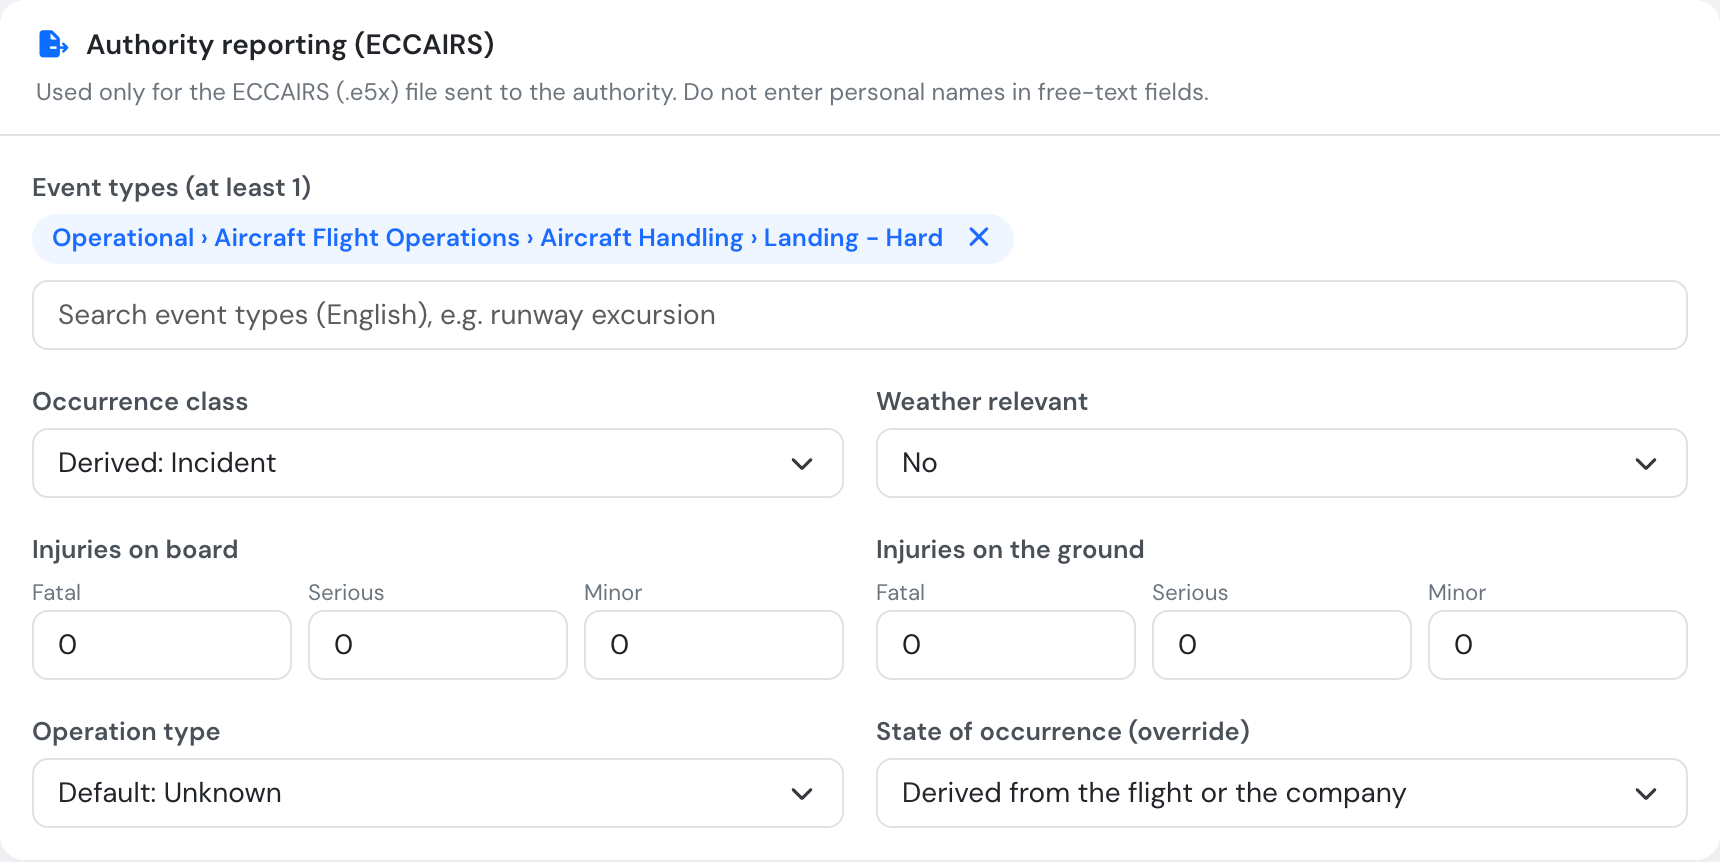 Authority reporting (ECCAIRS)
Used only for the ECCAIRS (.e5x) file sent to the authority. Do not enter personal names in free-text fields.
Event types (at least 1)
Operational › Aircraft Flight Operations › Aircraft Handling › Landing - Hard
Search event types (English), e.g. runway excursion
Occurrence class
Weather relevant
Derived: Incident
No
Injuries on board
Injuries on the ground
Fatal
Serious
Minor
Fatal
Serious
Minor
0
0
0
0
0
0
Operation type
State of occurrence (override)
Default: Unknown
Derived from the flight or the company